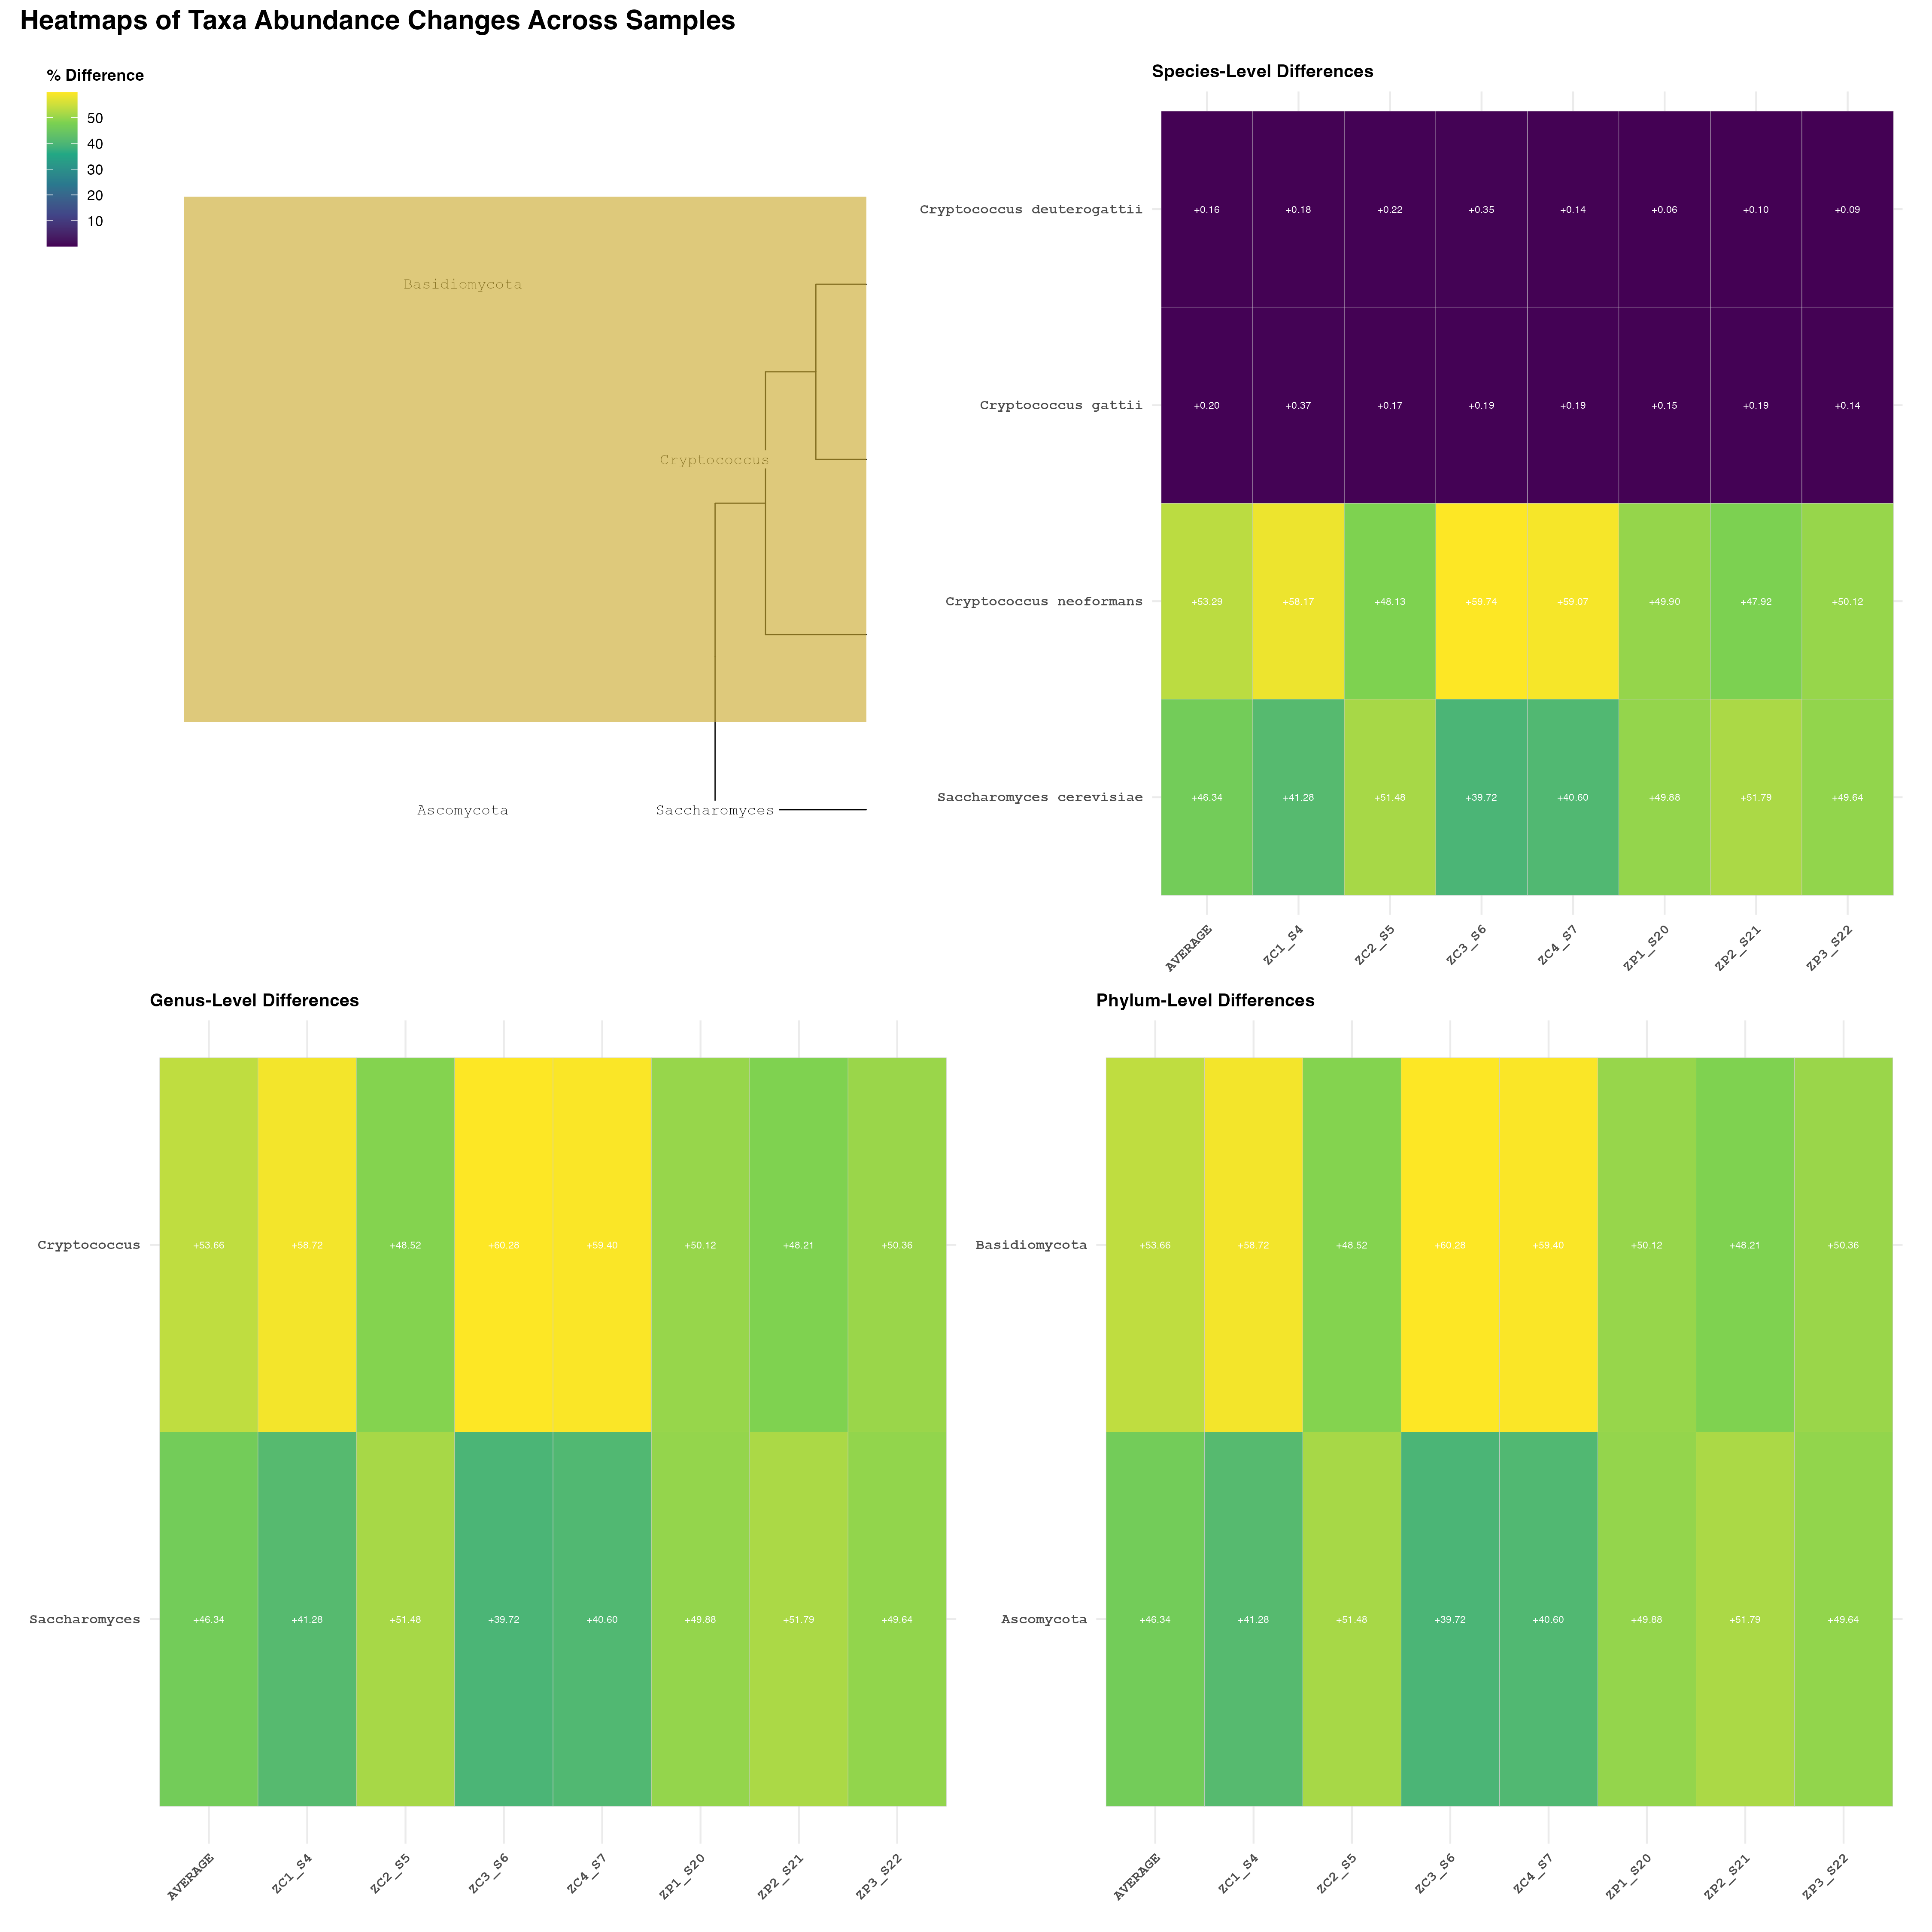 Heatmaps of Taxa Abundance Changes Across Samples
% Difference
50
40
30
20
10
Basidiomycota
Cryptococcus
Ascomycota
Saccharomyces
Species-Level Differences
Cryptococcus deuterogattii
+0.16 +0.18 +0.22 +0.35 +0.14 +0.06 +0.10 +0.09
Cryptococcus gattii
+0.20 +0.37 +0.17 +0.19 +0.19 +0.15 +0.19 +0.14
Cryptococcus neoformans
+53.29 +58.17 +48.13 +59.74 +59.07 +49.90 +47.92 +50.12
Saccharomyces cerevisiae
+46.34 +41.28 +51.48 +39.72 +40.60 +49.88 +51.79 +49.64
AVERAGE ZC1_S4 ZC2_S5 ZC3_S6 ZC4_S7 ZP1_S20 ZP2_S21 ZP3_S22
Genus-Level Differences
Cryptococcus
+53.66 +58.72 +48.52 +60.28 +59.40 +50.12 +48.21 +50.36
Saccharomyces
+46.34 +41.28 +51.48 +39.72 +40.60 +49.88 +51.79 +49.64
AVERAGE ZC1_S4 ZC2_S5 ZC3_S6 ZC4_S7 ZP1_S20 ZP2_S21 ZP3_S22
Phylum-Level Differences
Basidiomycota
+53.66 +58.72 +48.52 +60.28 +59.40 +50.12 +48.21 +50.36
Ascomycota
+46.34 +41.28 +51.48 +39.72 +40.60 +49.88 +51.79 +49.64
AVERAGE ZC1_S4 ZC2_S5 ZC3_S6 ZC4_S7 ZP1_S20 ZP2_S21 ZP3_S22